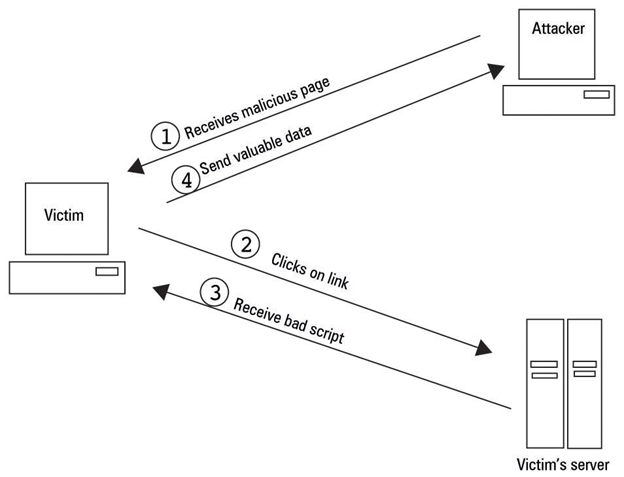 Attacker
1 Receives malicious page
4 Send valuable data
Victim
2 Clicks on link
3 Receive bad script
Victim's server